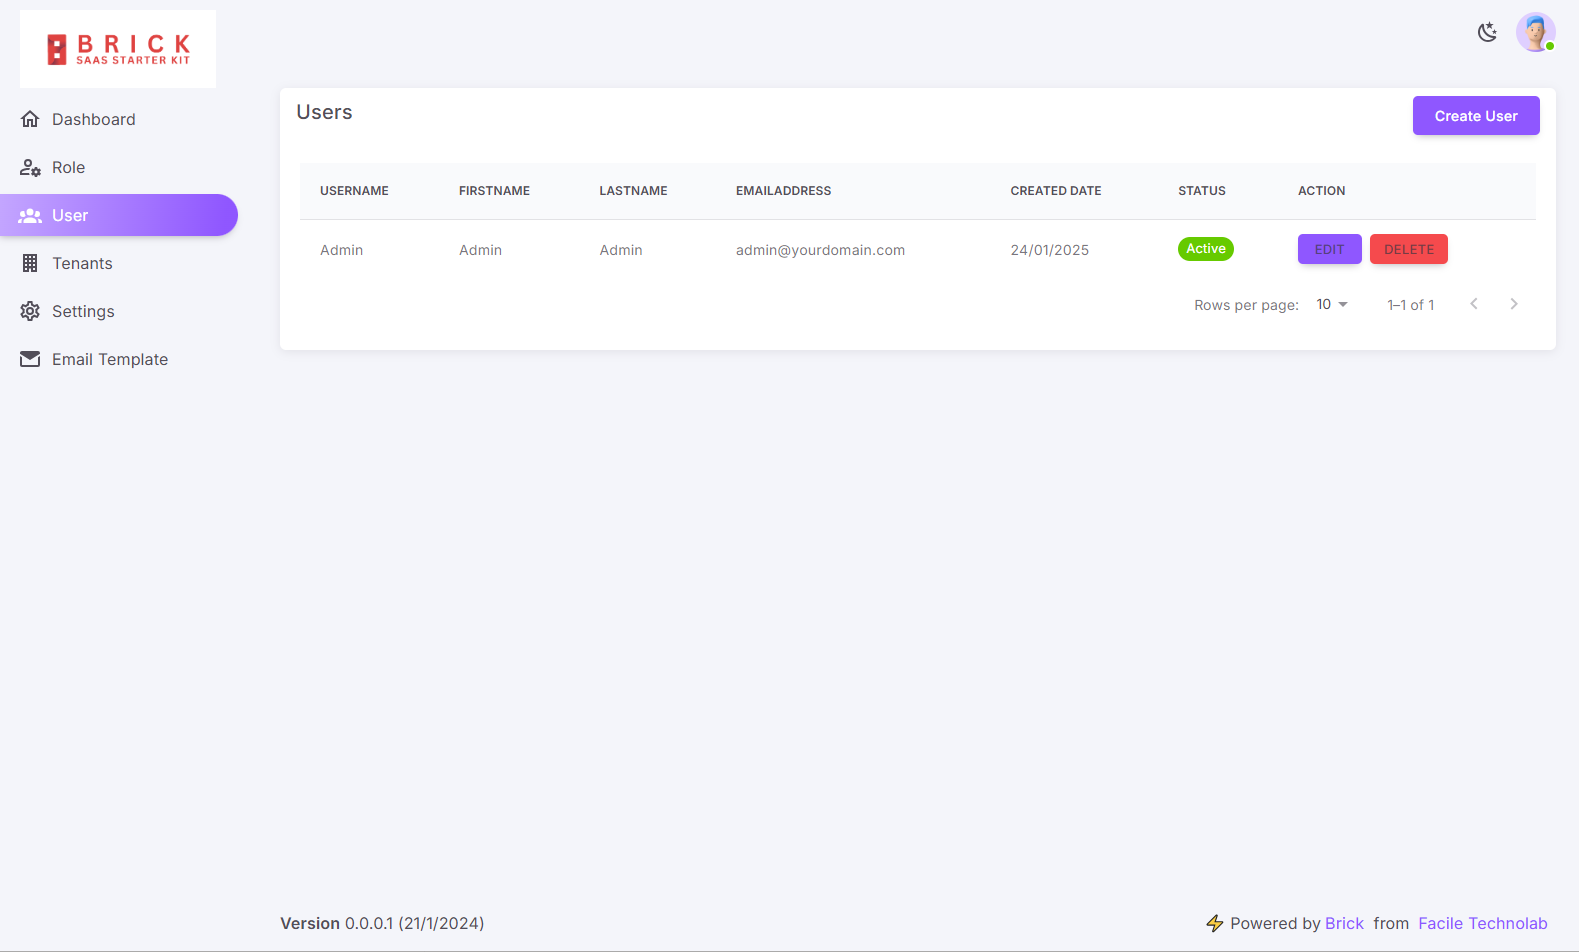 BRICK
SAAS STARTER KIT
Dashboard
Role
User
Tenants
Settings
Email Template
Users
Create User
USERNAME FIRSTNAME LASTNAME EMAILADDRESS CREATED DATE STATUS ACTION
Admin Admin Admin admin@yourdomain.com 24/01/2025 Active EDIT DELETE
Rows per page: 10 1–1 of 1
Version 0.0.0.1 (21/1/2024)
⚡ Powered by Brick from Facile Technolab